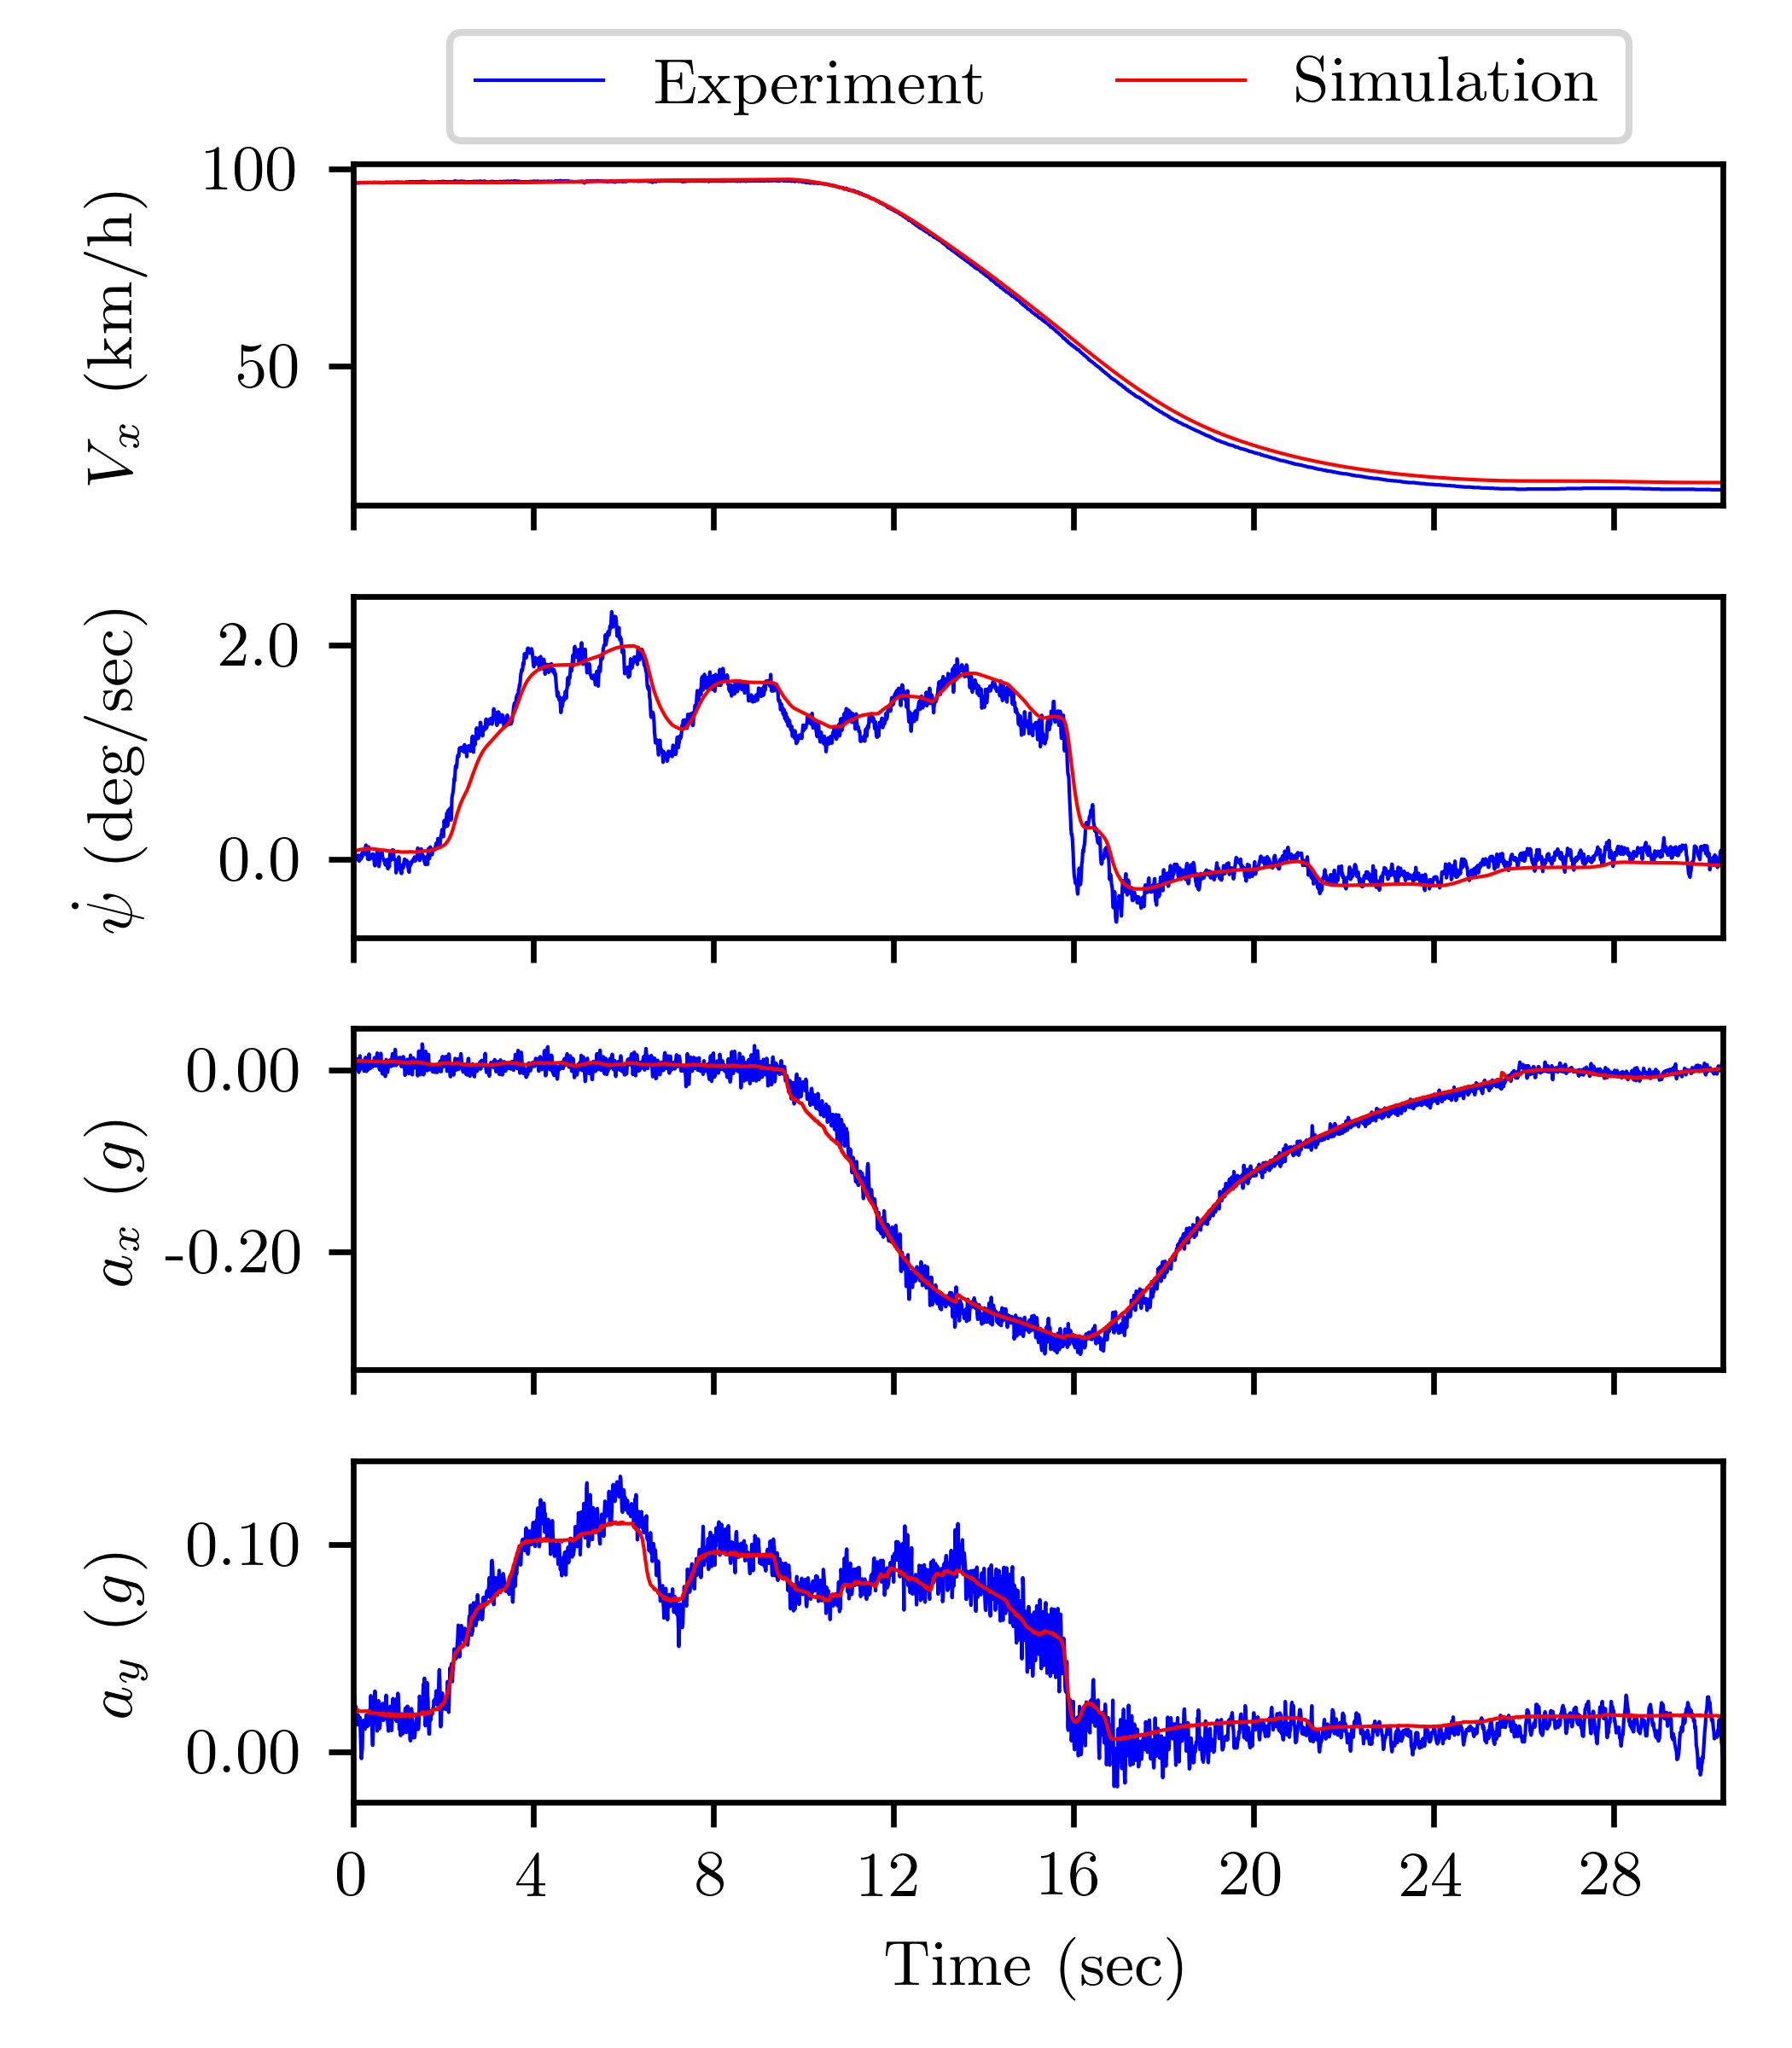 Experiment Simulation
100
50
V_x (km/h)
2.0
0.0
ψ̇ (deg/sec)
0.00
-0.20
a_x (g)
0.10
0.00
a_y (g)
0 4 8 12 16 20 24 28
Time (sec)